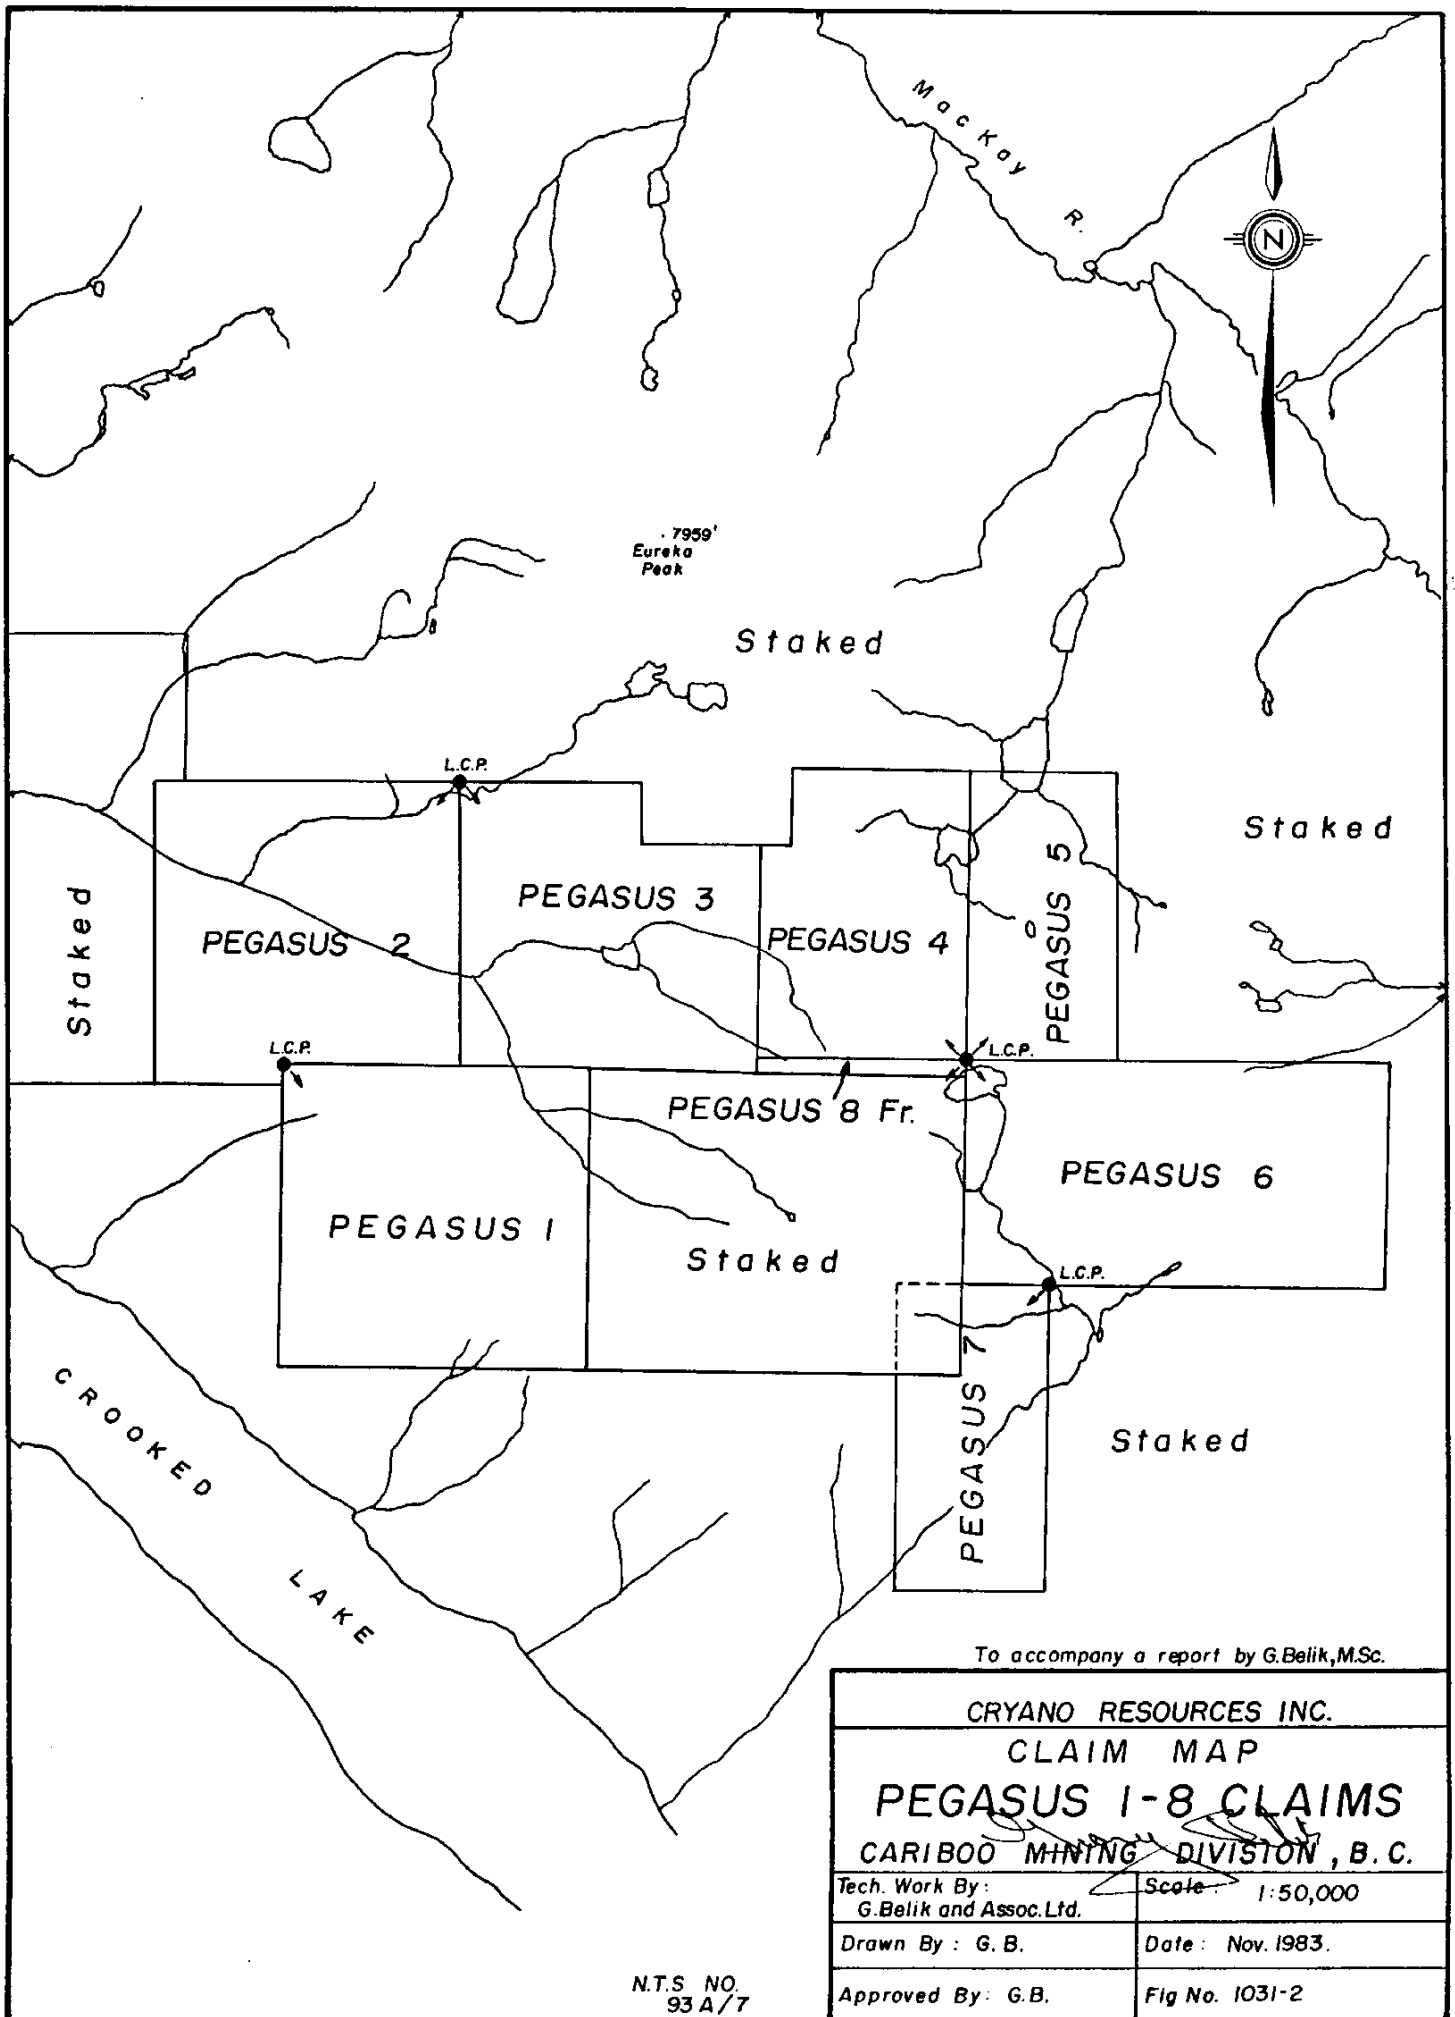 MacKay R.
N
. 7959'
Eureka
Peak
Staked
L.C.P.
Staked
Staked
PEGASUS 2
PEGASUS 3
PEGASUS 4
PEGASUS 5
L.C.P.
L.C.P.
PEGASUS 8 Fr.
PEGASUS 6
PEGASUS 1
Staked
L.C.P.
PEGASUS 7
Staked
CROOKED
LAKE
To accompany a report by G.Belik,M.Sc.
CRYANO RESOURCES INC.
CLAIM MAP
PEGASUS 1-8 CLAIMS
CARIBOO MINING DIVISION, B.C.
Tech. Work By:
G.Belik and Assoc.Ltd.
Scale: 1:50,000
Drawn By: G.B.
Date: Nov. 1983.
Approved By: G.B.
Fig No. 1031-2
N.T.S NO.
93 A/7